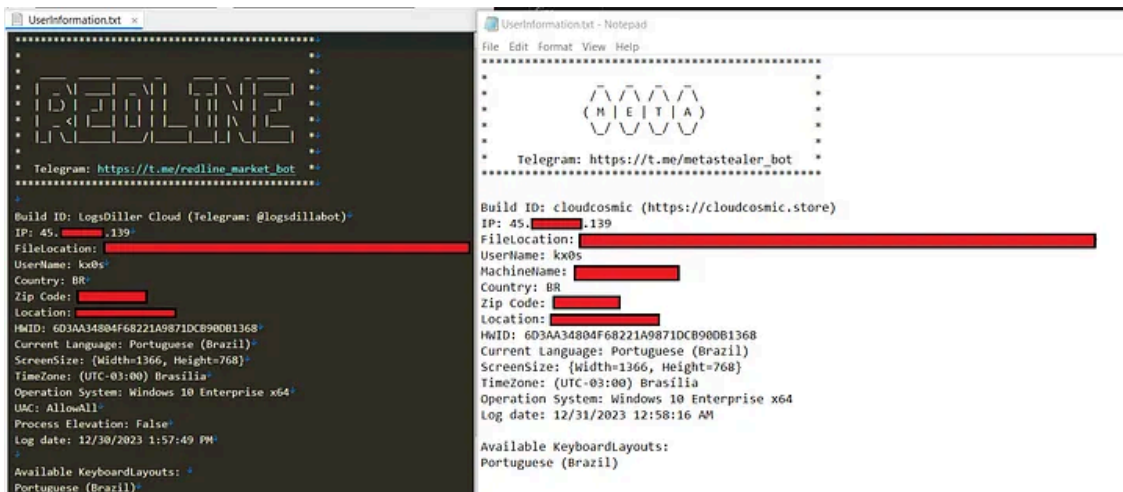 UserInformation.txt
REDLINE
* Telegram: https://t.me/redline_market_bot *
Build ID: LogsDiller Cloud (Telegram: @logsdillabot)
IP: 45. .139
FileLocation:
UserName: kx0s
Country: BR
Zip Code:
Location:
HWID: 6D3AA34804F68221A9871DCB90DB1368
Current Language: Portuguese (Brazil)
ScreenSize: {Width=1366, Height=768}
TimeZone: (UTC-03:00) Brasília
Operation System: Windows 10 Enterprise x64
UAC: AllowAll
Process Elevation: False
Log date: 12/30/2023 1:57:49 PM
Available KeyboardLayouts:
Portuguese (Brazil)
UserInformation.txt - Notepad
File Edit Format View Help
( M | E | T | A )
* Telegram: https://t.me/metastealer_bot *
Build ID: cloudcosmic (https://cloudcosmic.store)
IP: 45. .139
FileLocation:
UserName: kx0s
MachineName:
Country: BR
Zip Code:
Location:
HWID: 6D3AA34804F68221A9871DCB90DB1368
Current Language: Portuguese (Brazil)
ScreenSize: {Width=1366, Height=768}
TimeZone: (UTC-03:00) Brasília
Operation System: Windows 10 Enterprise x64
Log date: 12/31/2023 12:58:16 AM
Available KeyboardLayouts:
Portuguese (Brazil)